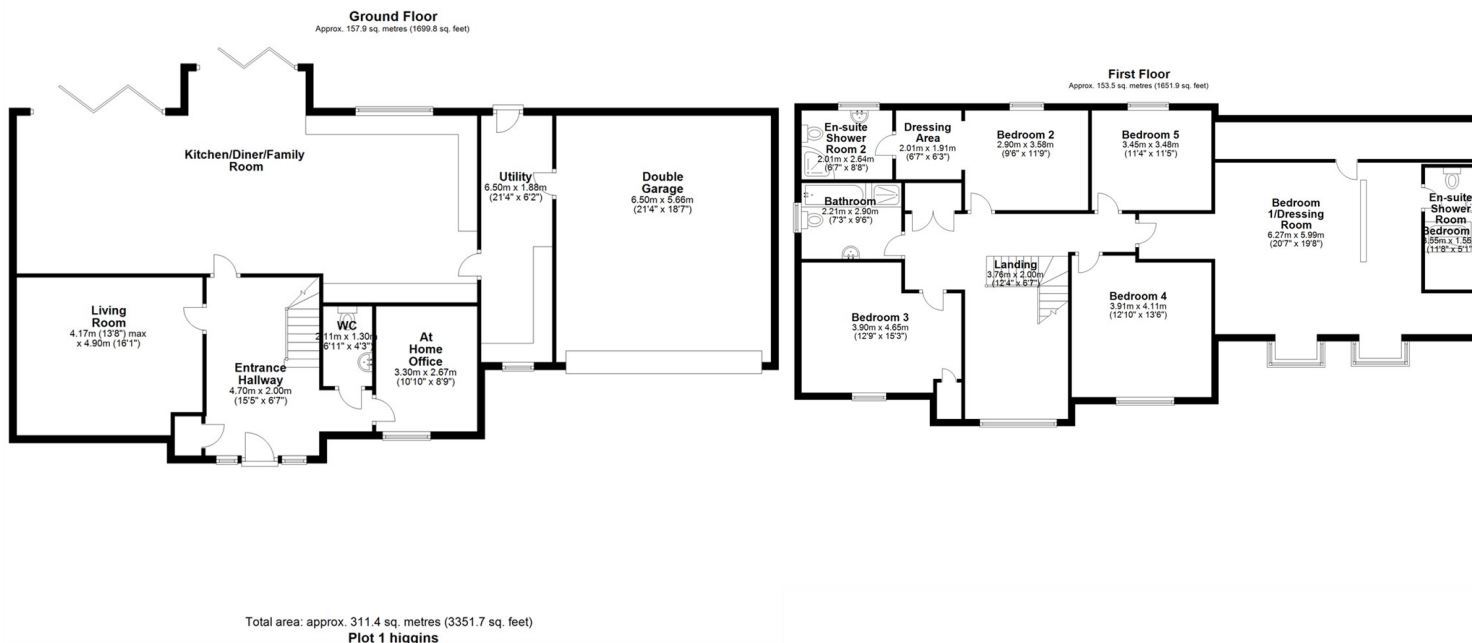 Ground Floor
Approx. 157.9 sq. metres (1699.8 sq. feet)
Kitchen/Diner/Family
Room
Utility
6.50m x 1.88m
(21'4" x 6'2")
Double
Garage
6.50m x 5.66m
(21'4" x 18'7")
Living
Room
4.17m (13'8") max
x 4.90m (16'1")
WC
2.11m x 1.30m
6'11" x 4'3")
At
Home
Office
3.30m x 2.67m
(10'10" x 8'9")
Entrance
Hallway
4.70m x 2.00m
(15'5" x 6'7")
First Floor
Approx. 153.5 sq. metres (1651.9 sq. feet)
En-suite
Shower
Room 2
2.01m x 2.64m
(6'7" x 8'8")
Dressing
Area
2.01m x 1.91m
(6'7" x 6'3")
Bedroom 2
2.90m x 3.58m
(9'6" x 11'9")
Bedroom 5
3.45m x 3.48m
(11'4" x 11'5")
Bathroom
2.21m x 2.90m
(7'3" x 9'6")
Bedroom
1/Dressing
Room
6.27m x 5.99m
(20'7" x 19'8")
En-suite
Shower
Room
Bedroom
.55m x 1.55
(11'8" x 5'1"
Landing
3.76m x 2.00m
(12'4" x 6'7")
Bedroom 3
3.90m x 4.65m
(12'9" x 15'3")
Bedroom 4
3.91m x 4.11m
(12'10" x 13'6")
Total area: approx. 311.4 sq. metres (3351.7 sq. feet)
Plot 1 higgins